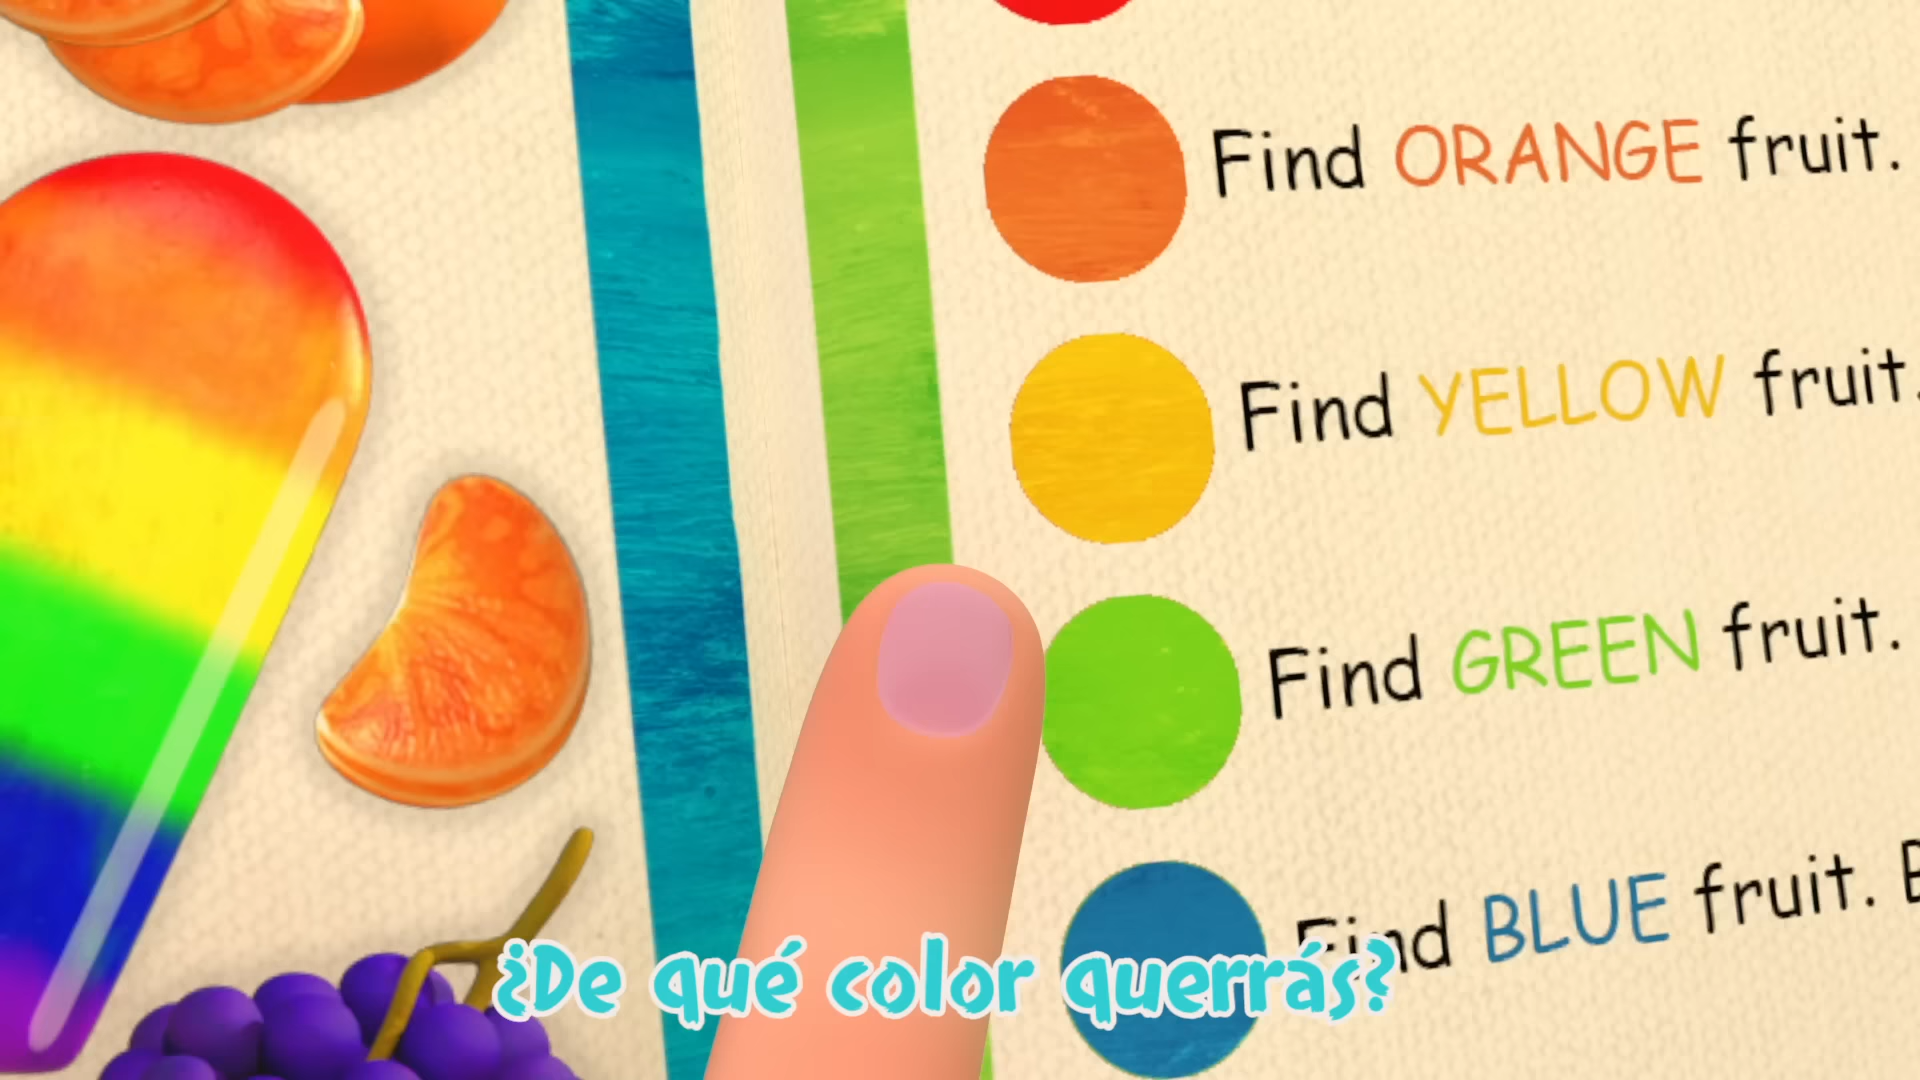 Find ORANGE fruit.
Find YELLOW fruit.
Find GREEN fruit.
Find BLUE fruit.
¿De qué color querrás?